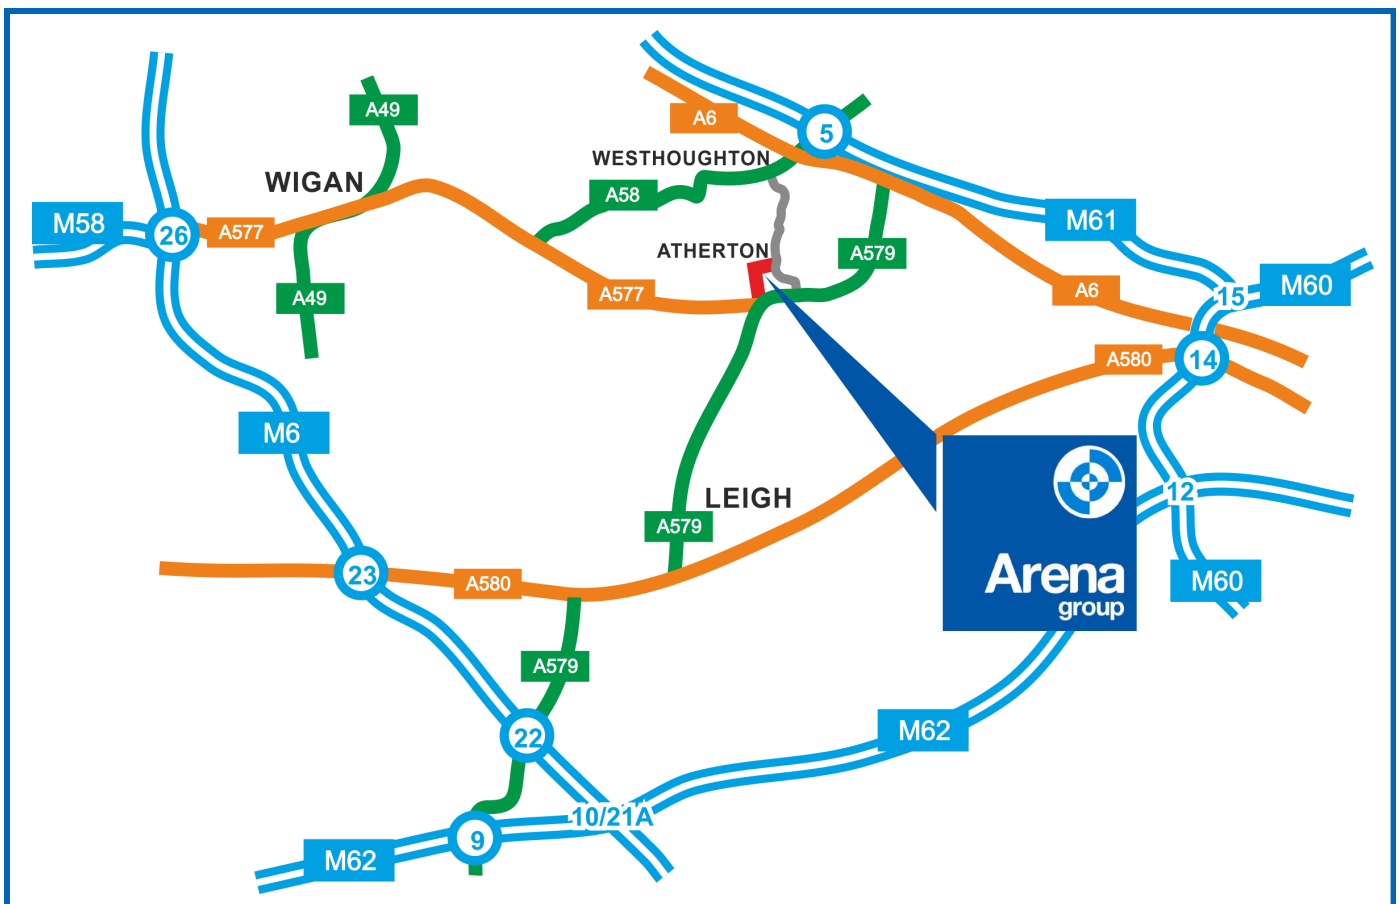 A49
A6
5
WESTHOUGHTON
WIGAN
A58
M58
26
A577
M61
ATHERTON
A579
A49
A577
A6
15
M60
A580
14
M6
12
LEIGH
A579
23
A580
Arena
group
M60
A579
22
M62
10/21A
9
M62